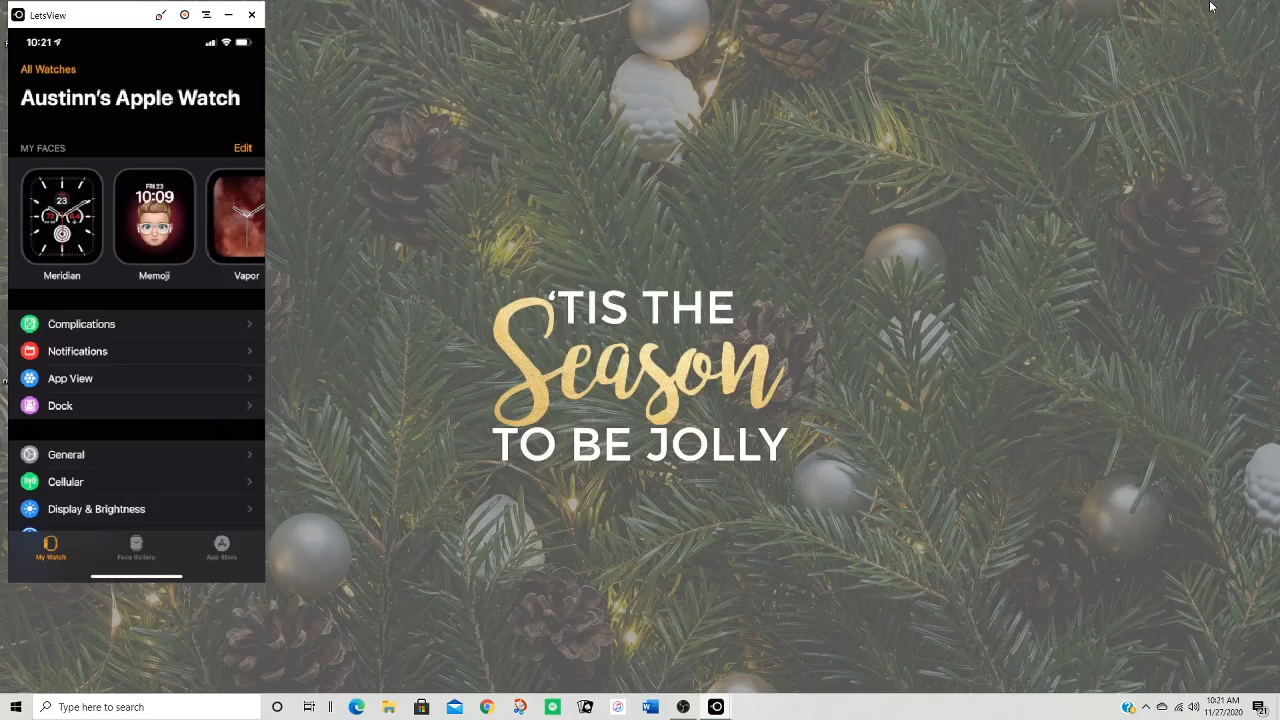 LetsView
10:21
All Watches
Austinn's Apple Watch
MY FACES
Edit
23
FRI 23
10:09
Meridian
Memoji
Vapor
Complications
Notifications
App View
Dock
General
Cellular
Display & Brightness
My Watch
Face Gallery
App Store
'TIS THE
Season
TO BE JOLLY
Type here to search
10:21 AM
11/27/2020